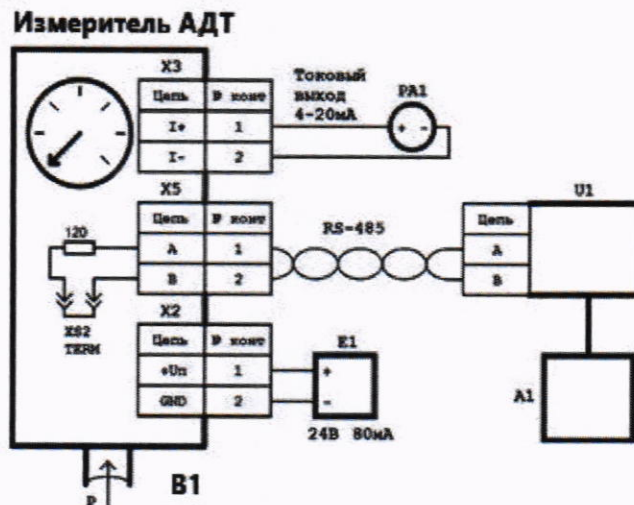 Измеритель АДТ
X3
Цепь № конт
I+ 1
I- 2
Токовый
выход
4-20мА
PA1
+ -
X5
Цепь № конт
A 1
B 2
120
XS2
TERM
RS-485
U1
Цепь
A
B
X2
Цепь № конт
+Uп 1
GND 2
E1
+
-
24В 80мА
A1
P
B1